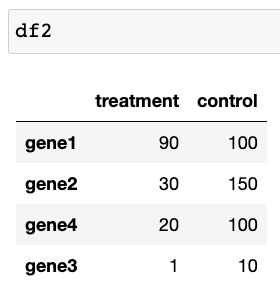 df2
treatment control
gene1 90 100
gene2 30 150
gene4 20 100
gene3 1 10